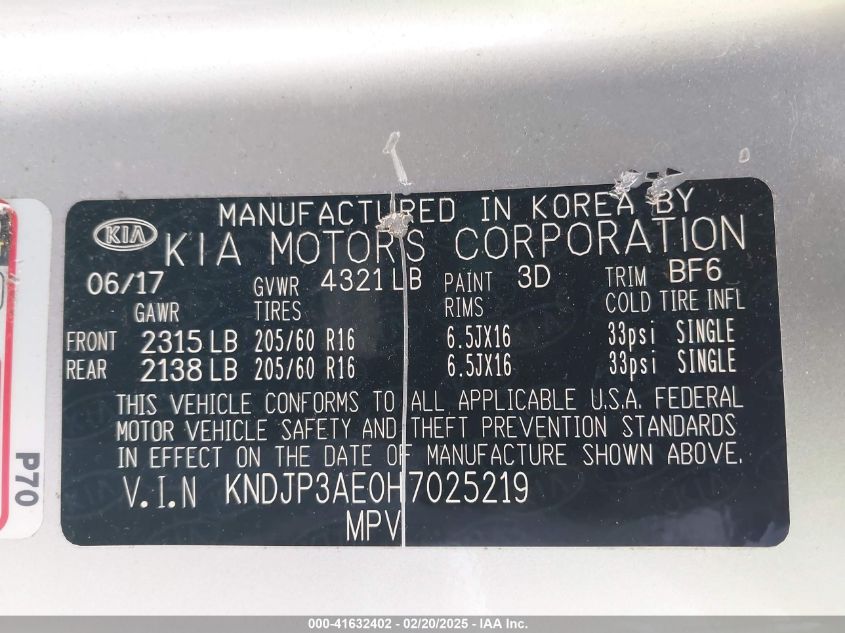 MANUFACTURED IN KOREA BY
KIA KIA MOTORS CORPORATION
06/17 GVWR 4321 LB PAINT 3D TRIM BF6
GAWR TIRES RIMS COLD TIRE INFL
FRONT 2315 LB 205/60 R16 6.5JX16 33psi SINGLE
REAR 2138 LB 205/60 R16 6.5JX16 33psi SINGLE
THIS VEHICLE CONFORMS TO ALL APPLICABLE U.S.A. FEDERAL
MOTOR VEHICLE SAFETY AND THEFT PREVENTION STANDARDS
IN EFFECT ON THE DATE OF MANUFACTURE SHOWN ABOVE.
V.I.N KNDJP3AE0H7025219
MPV
P70
000-41632402 - 02/20/2025 - IAA Inc.